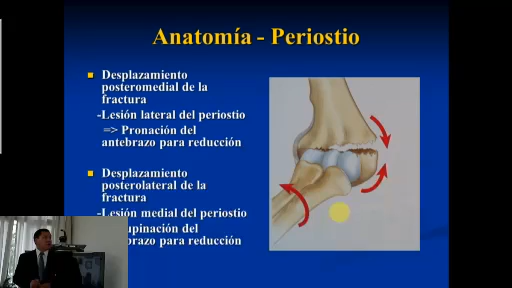 Anatomía - Periostio
Desplazamiento
posteromedial de la
fractura
-Lesión lateral del periostio
=> Pronación del
antebrazo para reducción
Desplazamiento
posterolateral de la
fractura
-Lesión medial del periostio
para reducción